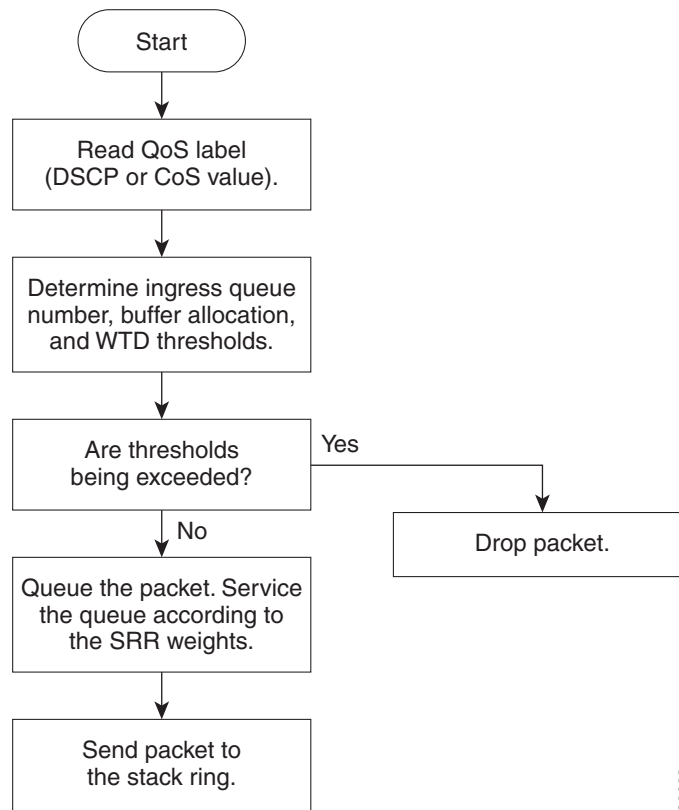 Start
Read QoS label
(DSCP or CoS value).
Determine ingress queue
number, buffer allocation,
and WTD thresholds.
Are thresholds
being exceeded?
Yes
No
Drop packet.
Queue the packet. Service
the queue according to
the SRR weights.
Send packet to
the stack ring.